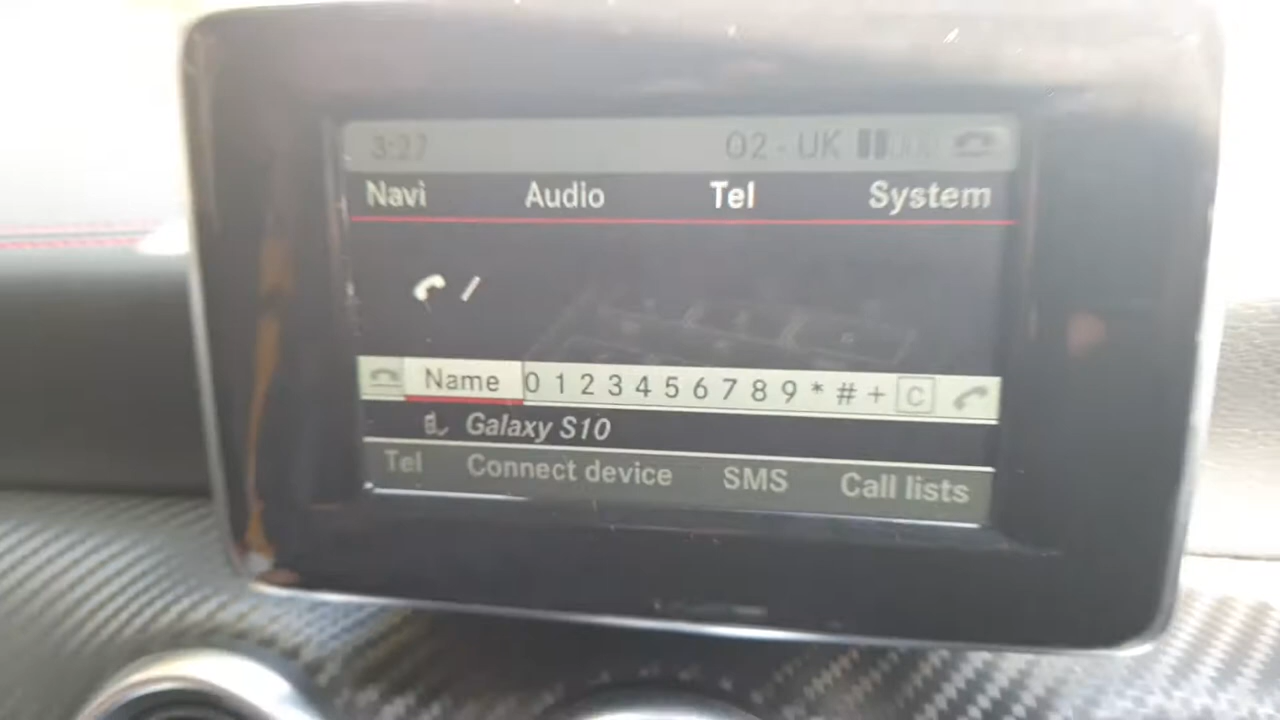 3:27 O2 - UK
Navi Audio Tel System
/
Name 0 1 2 3 4 5 6 7 8 9 * # + C
Galaxy S10
Tel Connect device SMS Call lists